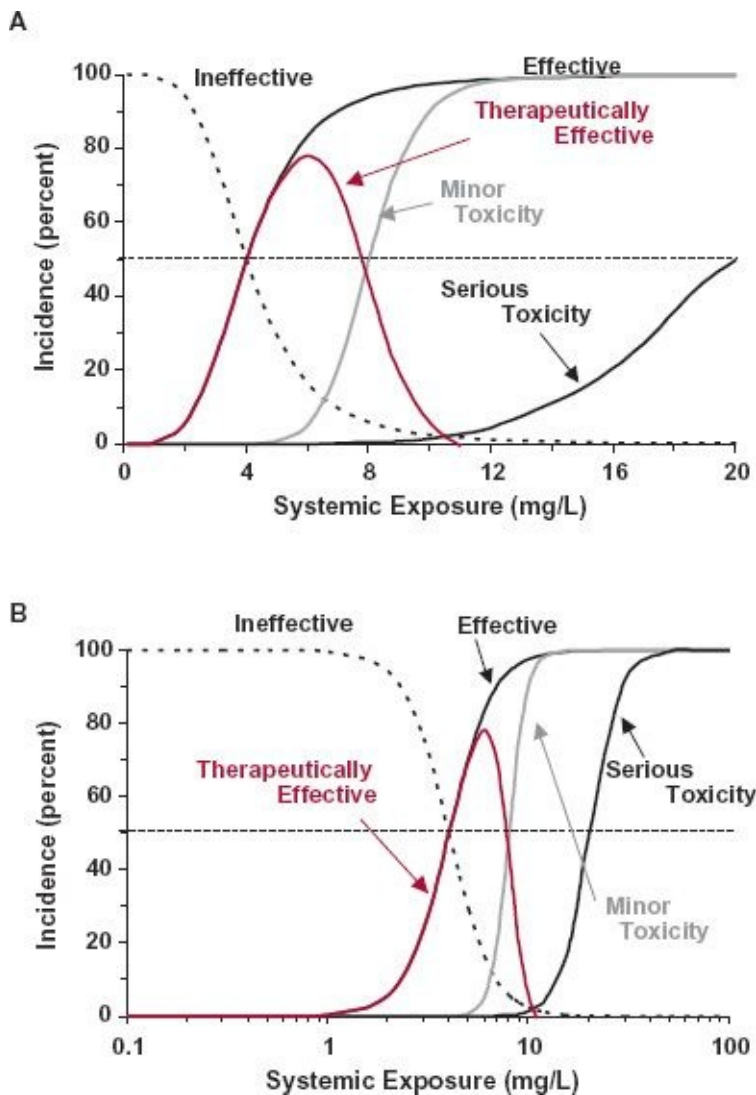 A
Ineffective
Effective
Therapeutically
Effective
Minor
Toxicity
Serious
Toxicity
100
80
60
40
20
0
Incidence (percent)
0
4
8
12
16
20
Systemic Exposure (mg/L)
B
Ineffective
Effective
Therapeutically
Effective
Serious
Toxicity
Minor
Toxicity
100
80
60
40
20
0
Incidence (percent)
0.1
1
10
100
Systemic Exposure (mg/L)